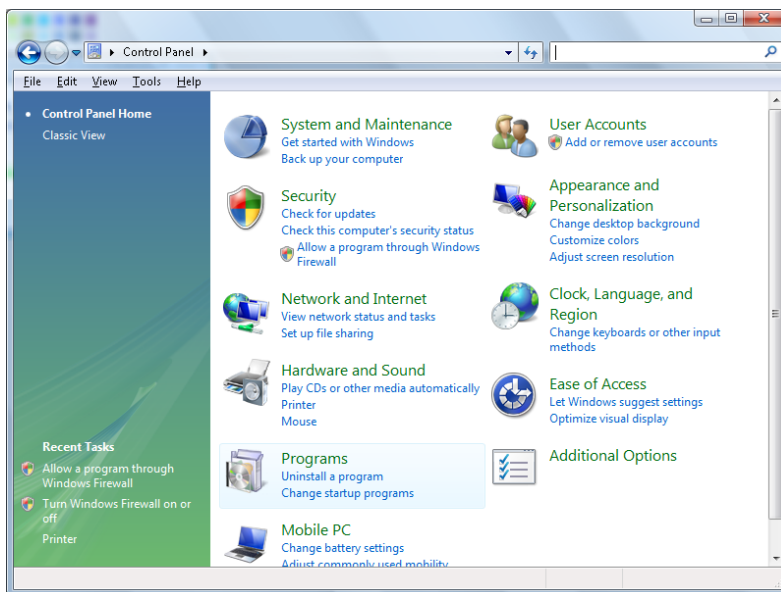 Control Panel
File Edit View Tools Help
Control Panel Home
Classic View
Recent Tasks
Allow a program through
Windows Firewall
Turn Windows Firewall on or
off
Printer
System and Maintenance
Get started with Windows
Back up your computer
Security
Check for updates
Check this computer's security status
Allow a program through Windows
Firewall
Network and Internet
View network status and tasks
Set up file sharing
Hardware and Sound
Play CDs or other media automatically
Printer
Mouse
Programs
Uninstall a program
Change startup programs
Mobile PC
Change battery settings
Adjust commonly used mobility
User Accounts
Add or remove user accounts
Appearance and
Personalization
Change desktop background
Customize colors
Adjust screen resolution
Clock, Language, and
Region
Change keyboards or other input
methods
Ease of Access
Let Windows suggest settings
Optimize visual display
Additional Options